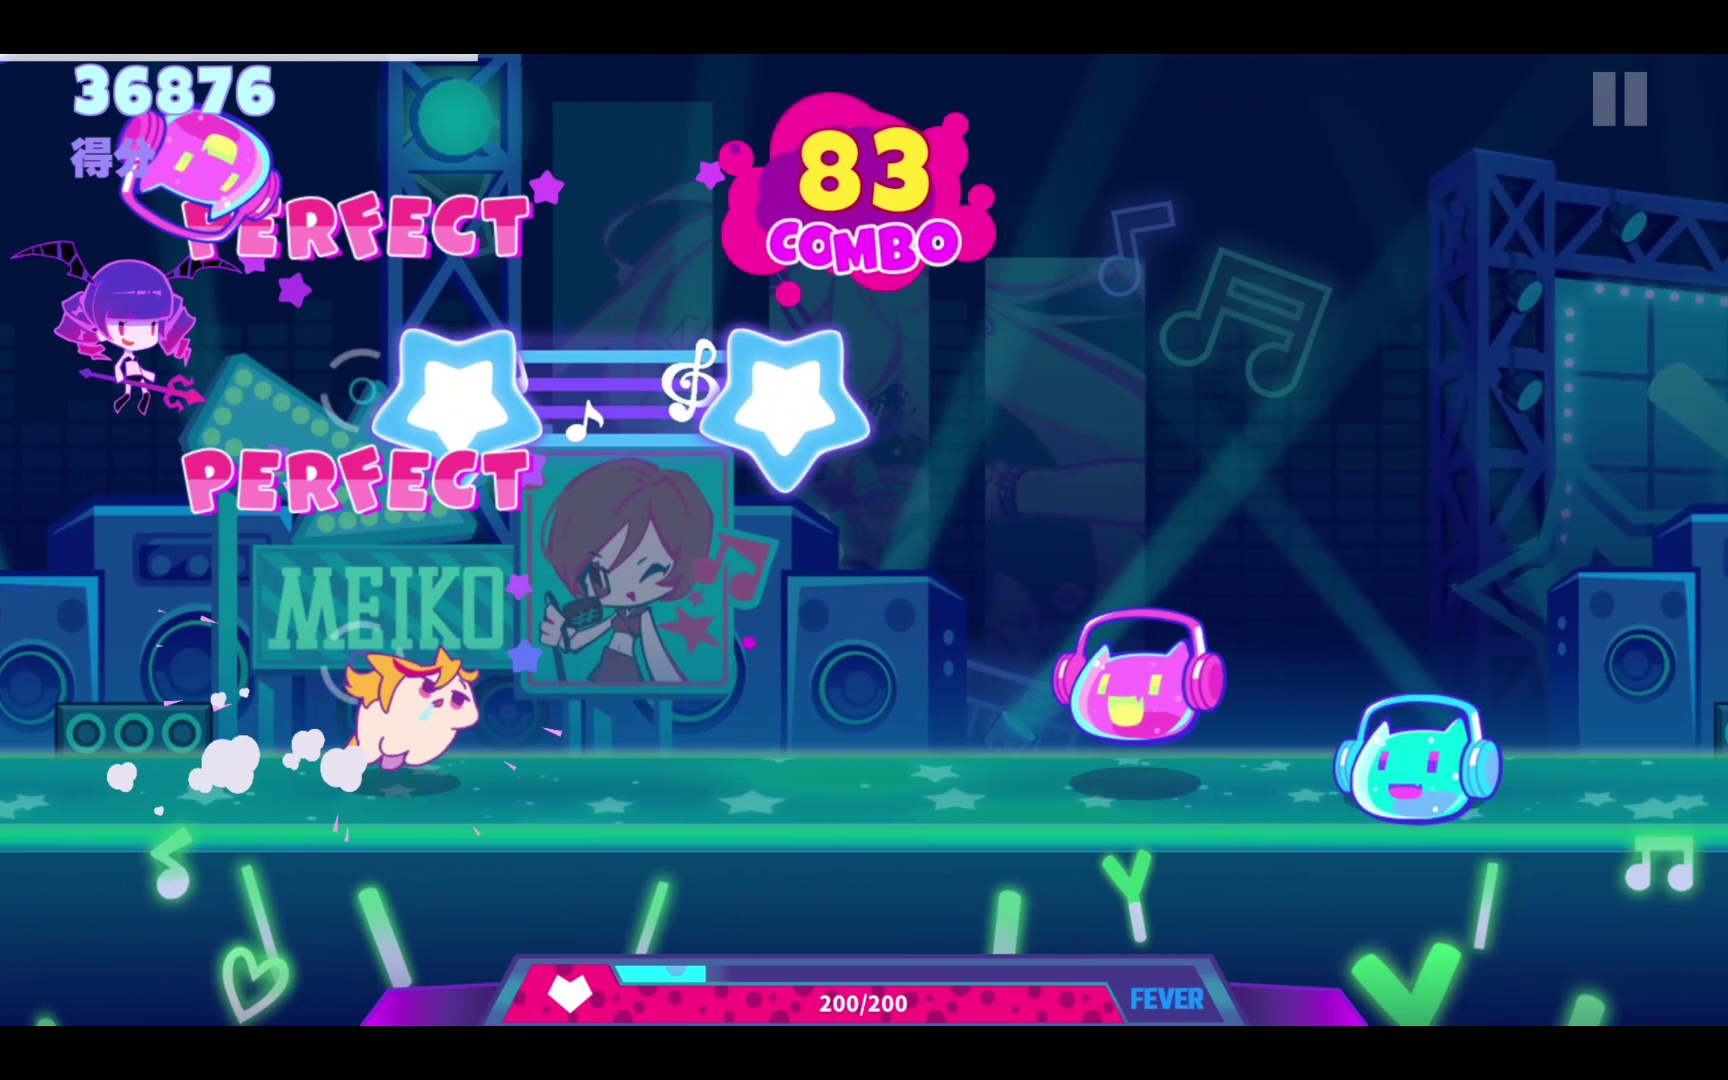 36876
得分
PERFECT
83
COMBO
PERFECT
MEIKO
200/200
FEVER